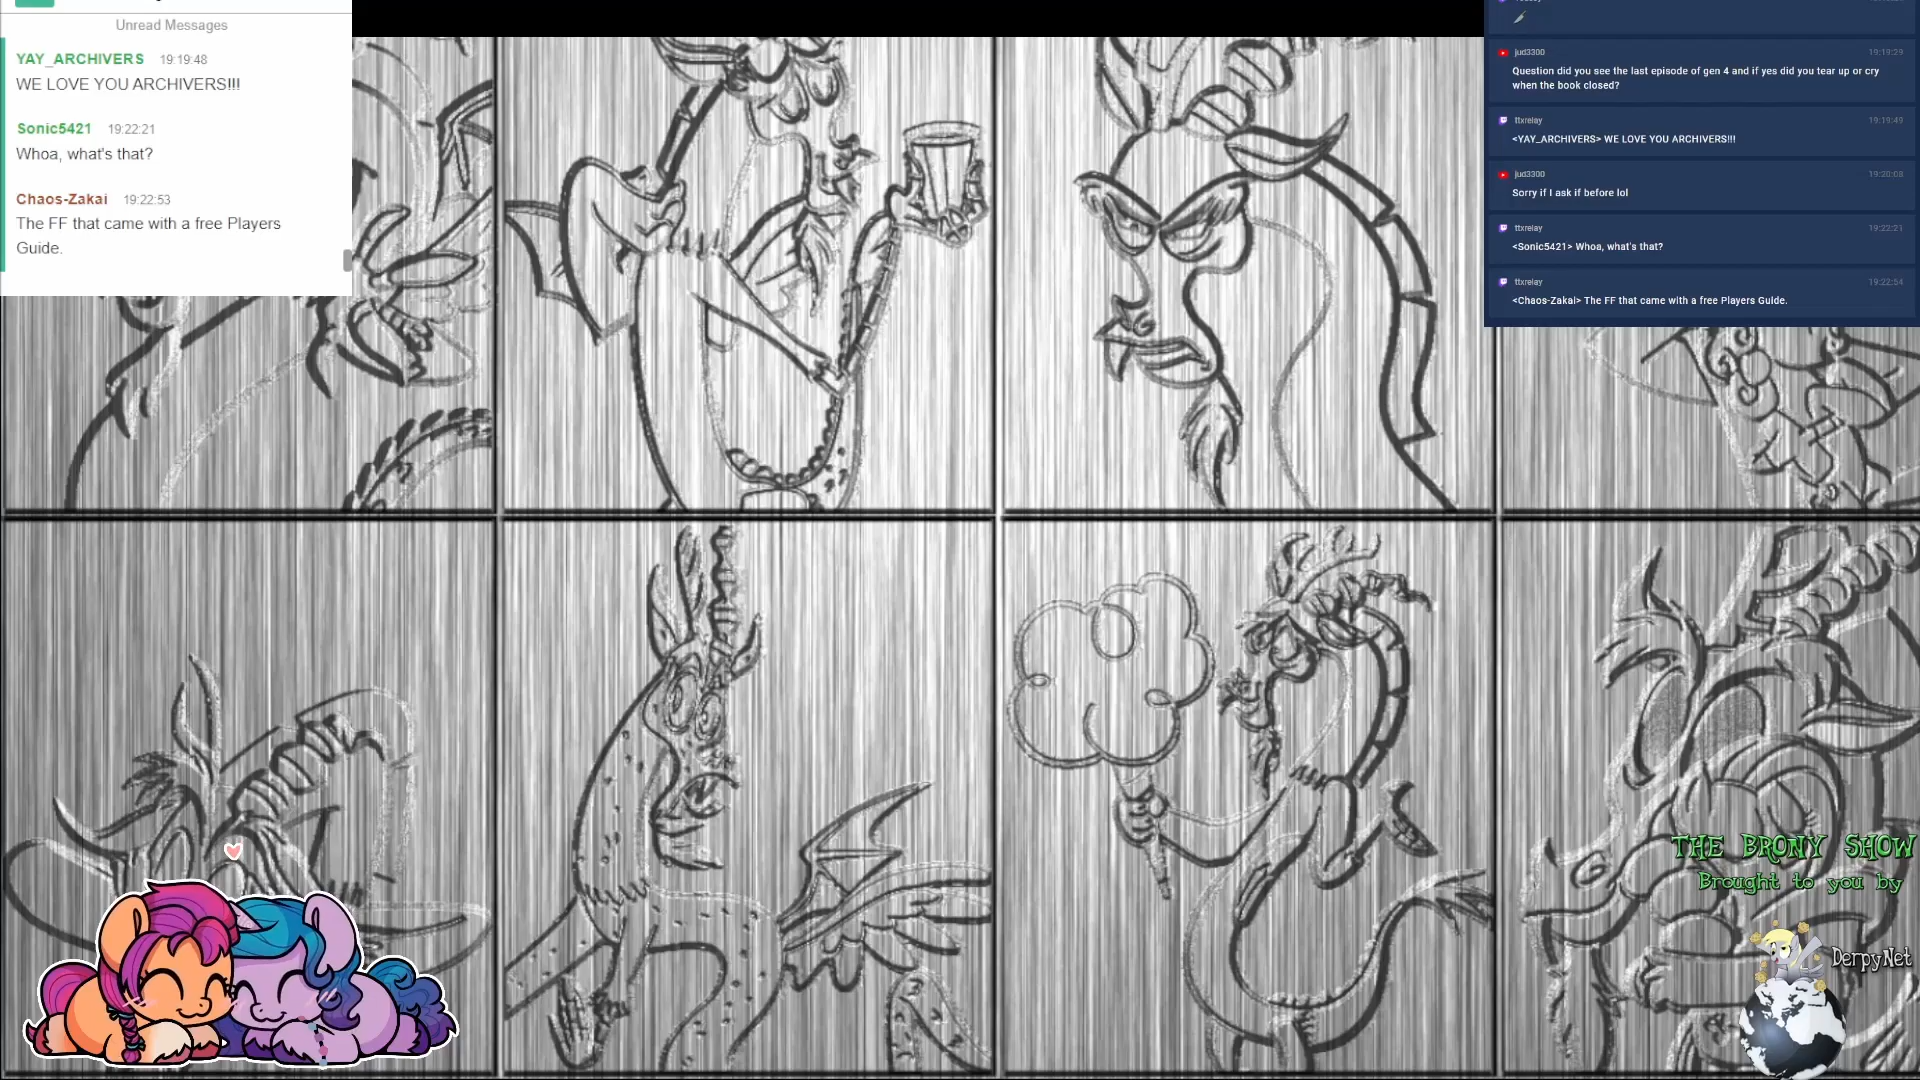 Unread Messages
YAY_ARCHIVERS 19:19:48
WE LOVE YOU ARCHIVERS!!!
Sonic5421 19:22:21
Whoa, what's that?
Chaos-Zakai 19:22:53
The FF that came with a free Players
Guide.
jud3300 19:19:29
Question did you see the last episode of gen 4 and if yes did you tear up or cry
when the book closed?
ttxrelay 19:19:49
<YAY_ARCHIVERS> WE LOVE YOU ARCHIVERS!!!
jud3300 19:20:08
Sorry if I ask if before lol
ttxrelay 19:22:21
<Sonic5421> Whoa, what's that?
ttxrelay 19:22:54
<Chaos-Zakai> The FF that came with a free Players Guide.
THE BRONY SHOW
Brought to you by
DerpyNet